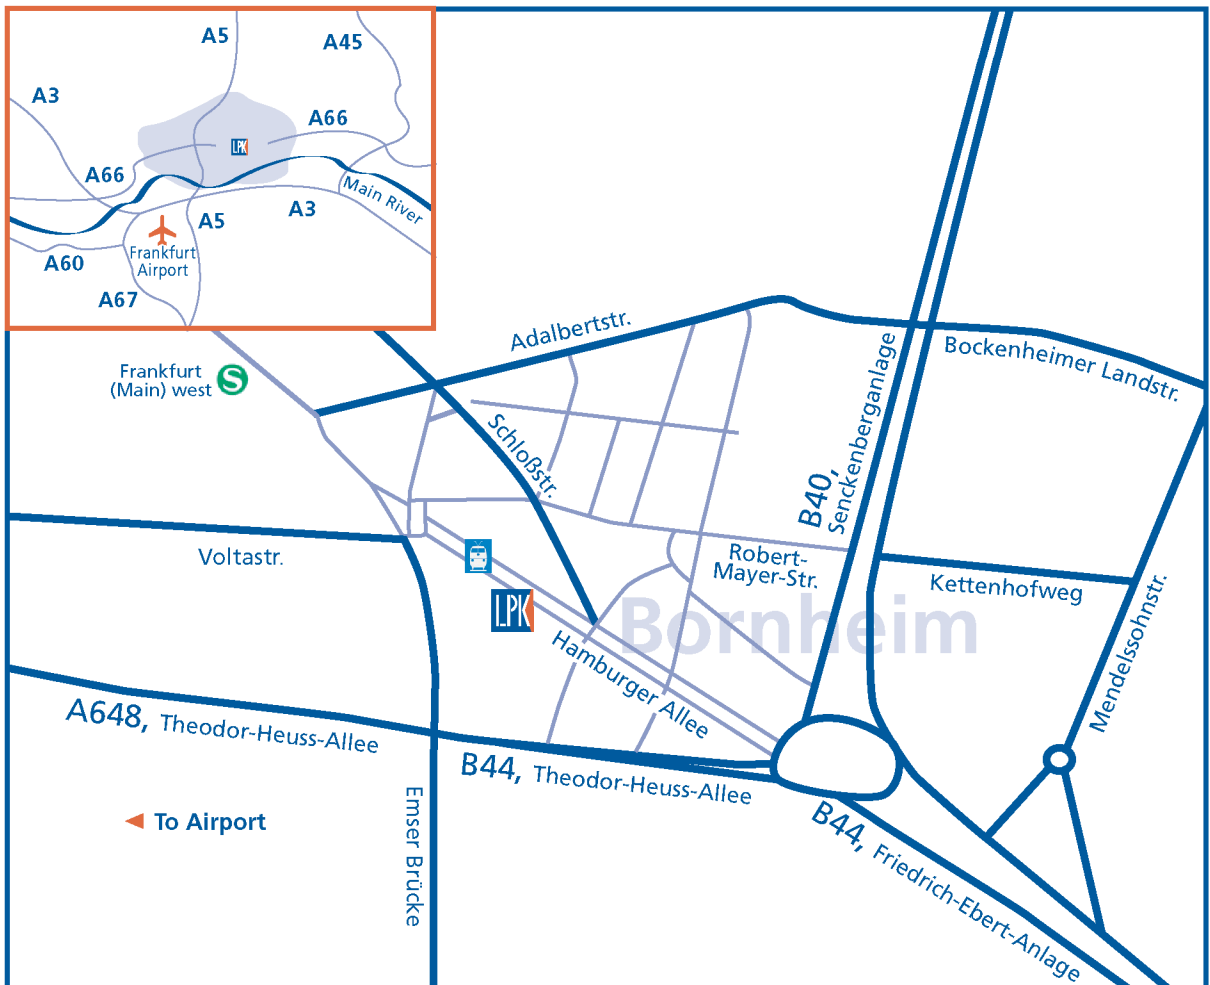 A5
A45
A3
A66
LPK
A66
Main River
A5
A3
Frankfurt
Airport
A60
A67
Adalbertstr.
Frankfurt
(Main) west
S
Bockenheimer Landstr.
Schloßstr.
B40,
Senckenberganlage
Voltastr.
Robert-
Mayer-Str.
Kettenhofweg
LPK
Bornheim
Hamburger Allee
Mendelssohnstr.
A648, Theodor-Heuss-Allee
B44, Theodor-Heuss-Allee
To Airport
Emser Brücke
B44, Friedrich-Ebert-Anlage